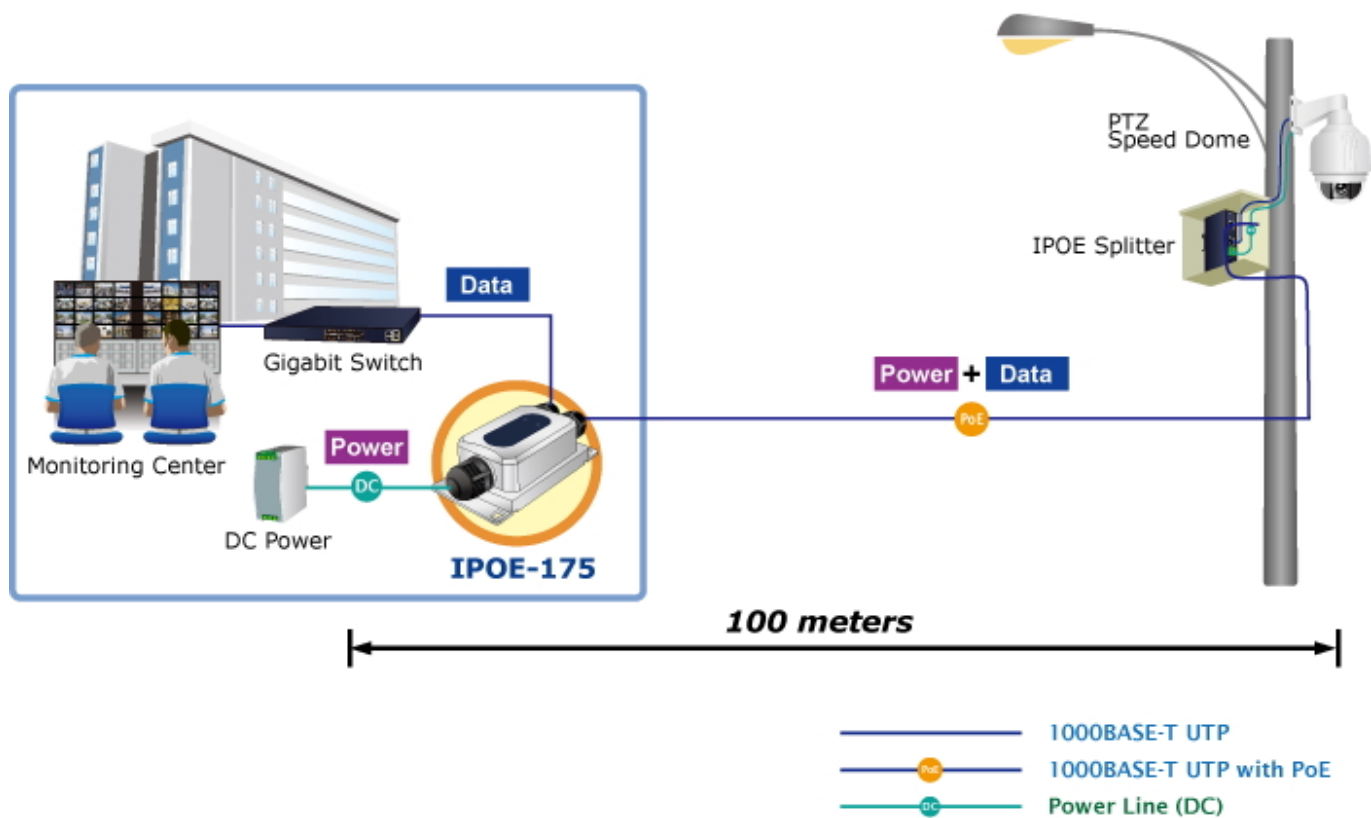 PTZ
Speed Dome
IPOE Splitter
Data
Gigabit Switch
Power + Data
PoE
Monitoring Center
Power
DC
DC Power
IPOE-175
100 meters
1000BASE-T UTP
PoE
1000BASE-T UTP with PoE
DC
Power Line (DC)